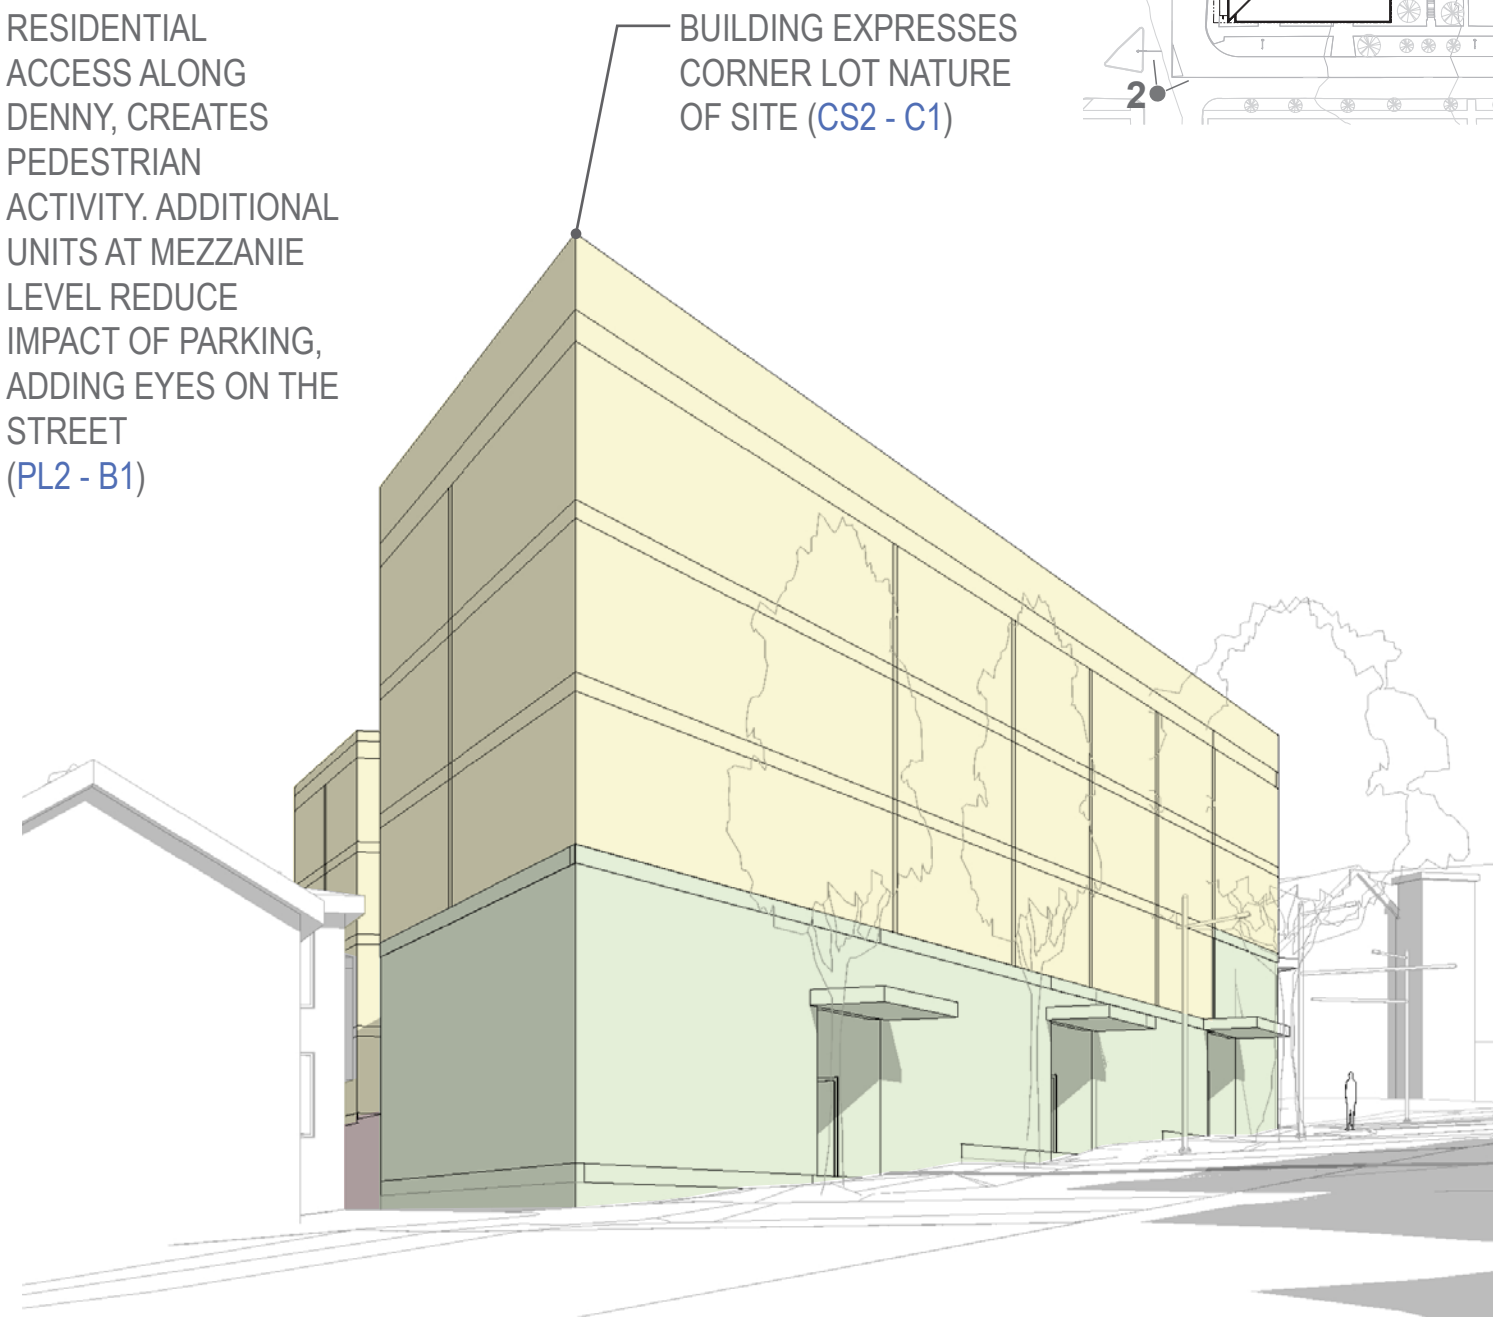 RESIDENTIAL
ACCESS ALONG
DENNY, CREATES
PEDESTRIAN
ACTIVITY. ADDITIONAL
UNITS AT MEZZANIE
LEVEL REDUCE
IMPACT OF PARKING,
ADDING EYES ON THE
STREET
(PL2 - B1)
BUILDING EXPRESSES
CORNER LOT NATURE
OF SITE (CS2 - C1)
2